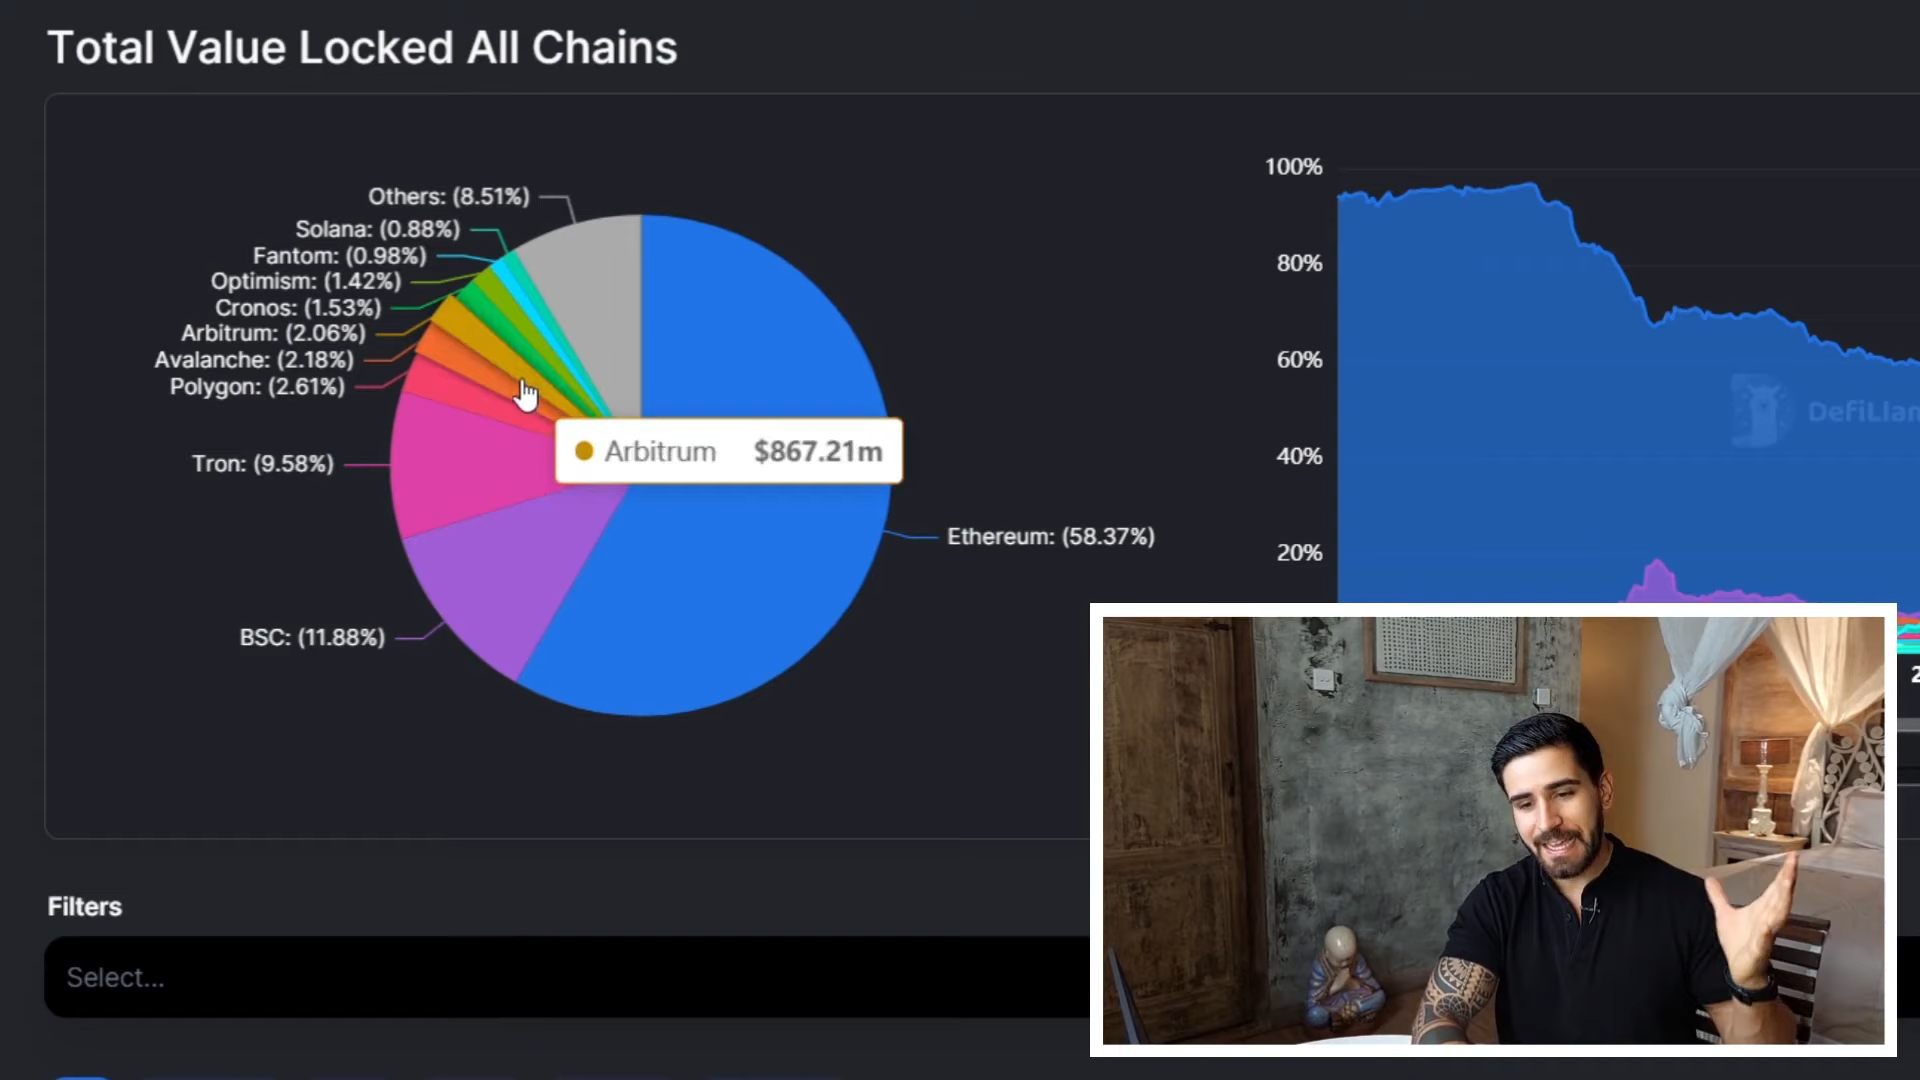 Total Value Locked All Chains
Others: (8.51%)
Solana: (0.88%)
Fantom: (0.98%)
Optimism: (1.42%)
Cronos: (1.53%)
Arbitrum: (2.06%)
Avalanche: (2.18%)
Polygon: (2.61%)
Tron: (9.58%)
BSC: (11.88%)
Arbitrum $867.21m
Ethereum: (58.37%)
100%
80%
60%
40%
20%
DefiLlam
2
Filters
Select...